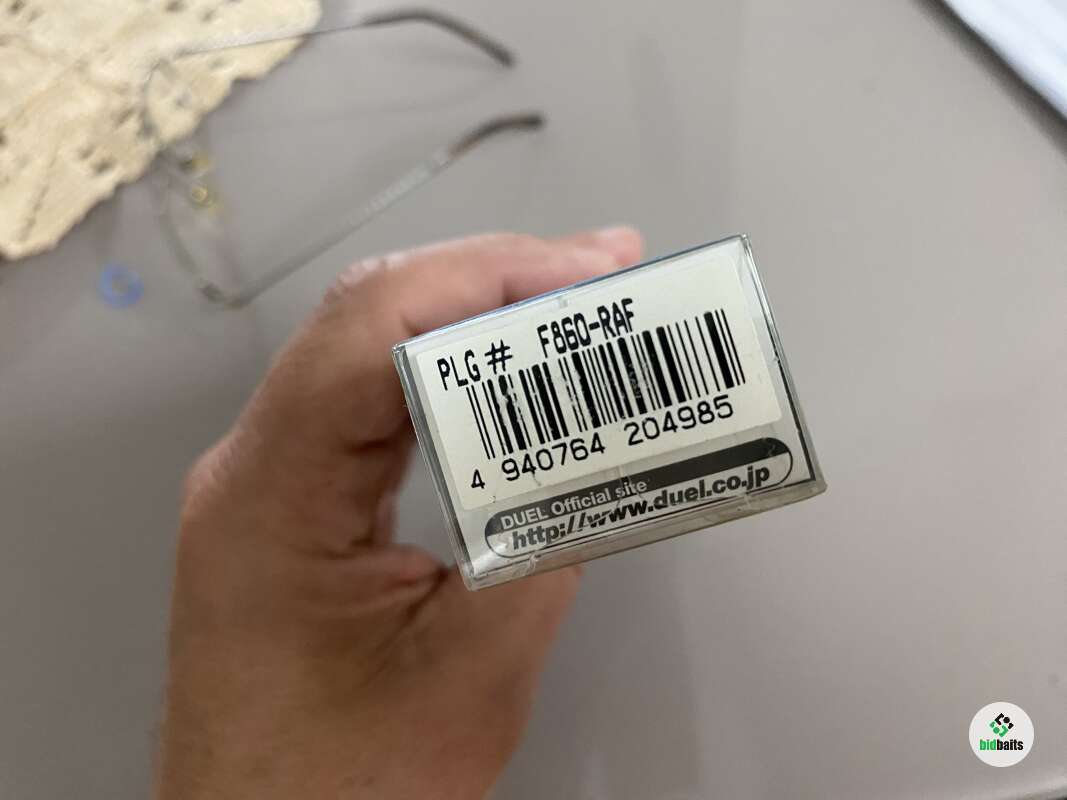 PLG # F860-RAF
4 940764 204985
DUEL Official site
http://www.duel.co.jp
bidbaits